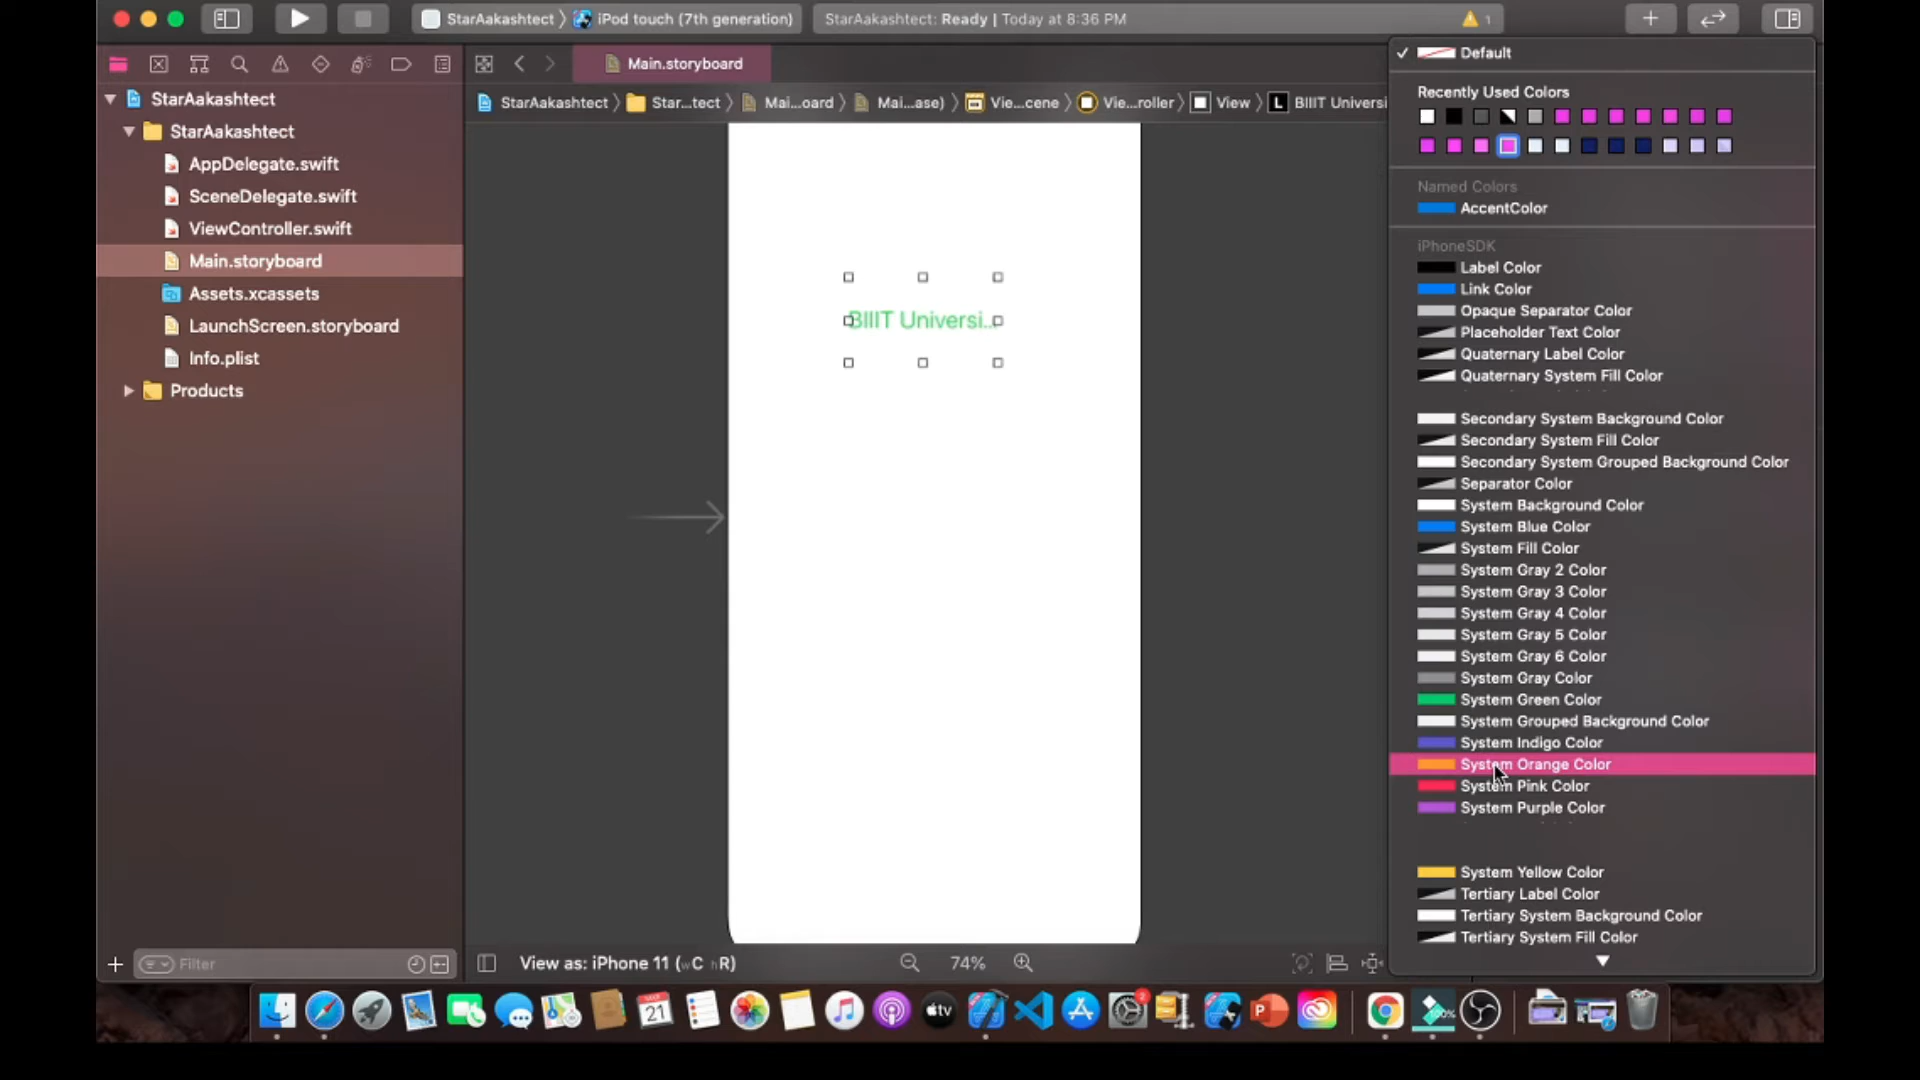 StarAakashtect
iPod touch (7th generation)
StarAakashtect: Ready | Today at 8:36 PM
1
Main.storyboard
StarAakashtect
Star...tect
Mai...oard
Mai...ase)
Vie...cene
Vie...roller
View
L
BIIIT Universi
StarAakashtect
StarAakashtect
AppDelegate.swift
SceneDelegate.swift
ViewController.swift
Main.storyboard
Assets.xcassets
LaunchScreen.storyboard
Info.plist
Products
Filter
BIIIT Universi...
View as: iPhone 11 (wC hR)
74%
Default
Recently Used Colors
Named Colors
AccentColor
iPhoneSDK
Label Color
Link Color
Opaque Separator Color
Placeholder Text Color
Quaternary Label Color
Quaternary System Fill Color
Secondary System Background Color
Secondary System Fill Color
Secondary System Grouped Background Color
Separator Color
System Background Color
System Blue Color
System Fill Color
System Gray 2 Color
System Gray 3 Color
System Gray 4 Color
System Gray 5 Color
System Gray 6 Color
System Gray Color
System Green Color
System Grouped Background Color
System Indigo Color
System Orange Color
System Pink Color
System Purple Color
System Yellow Color
Tertiary Label Color
Tertiary System Background Color
Tertiary System Fill Color
21
tv
2
P
100%